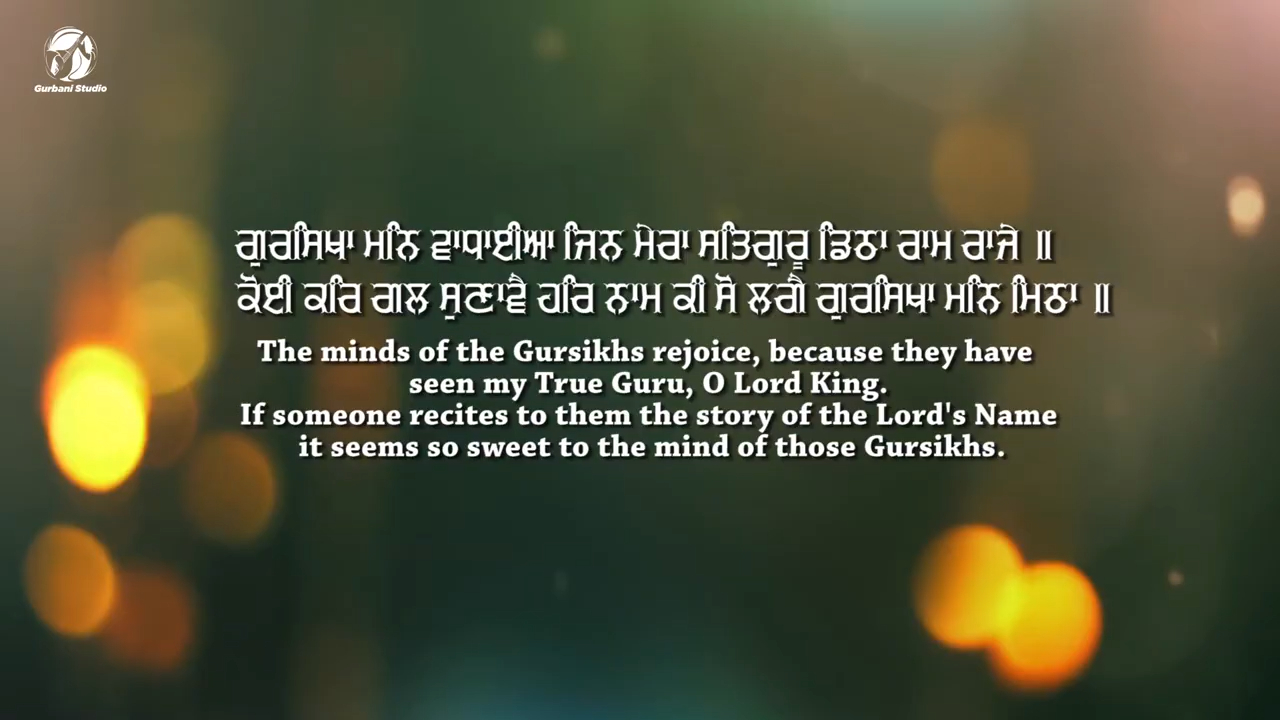 Gurbani Studio
ਗੁਰਸਿਖਾ ਮਨਿ ਵਾਧਾਈਆ ਜਿਨ ਮੇਰਾ ਸਤਿਗੁਰੂ ਡਿਠਾ ਰਾਮ ਰਾਜੇ ॥
ਕੋਈ ਕਰਿ ਗਲ ਸੁਣਾਵੈ ਹਰਿ ਨਾਮ ਕੀ ਸੋ ਲਗੈ ਗੁਰਸਿਖਾ ਮਨਿ ਮਿਠਾ ॥
The minds of the Gursikhs rejoice, because they have
seen my True Guru, O Lord King.
If someone recites to them the story of the Lord's Name
it seems so sweet to the mind of those Gursikhs.